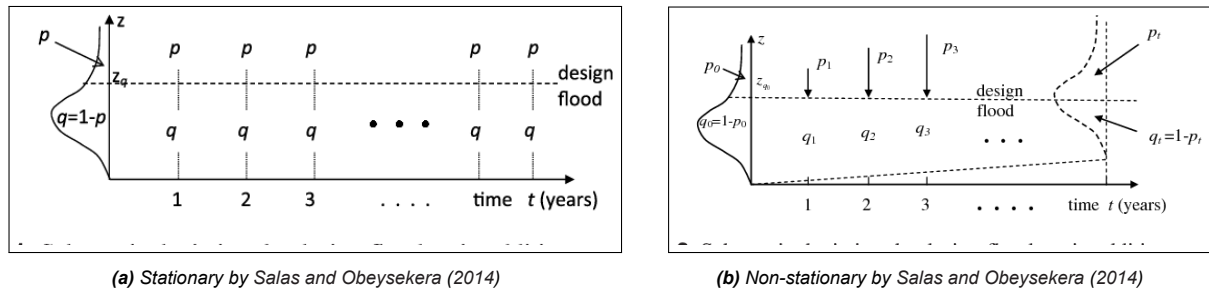 z
p
p
p
p
p
p
z_q
design
flood
q=1-p
q
q
q
• • •
q
q
1
2
3
. . . .
time
t (years)
z
p_0
p_1
p_2
p_3
p_t
z_{q_0}
design
flood
q_0=1-p_0
q_1
q_2
q_3
• • •
q_t=1-p_t
1
2
3
• • • •
time t (years)
(a) Stationary by Salas and Obeysekera (2014)
(b) Non-stationary by Salas and Obeysekera (2014)